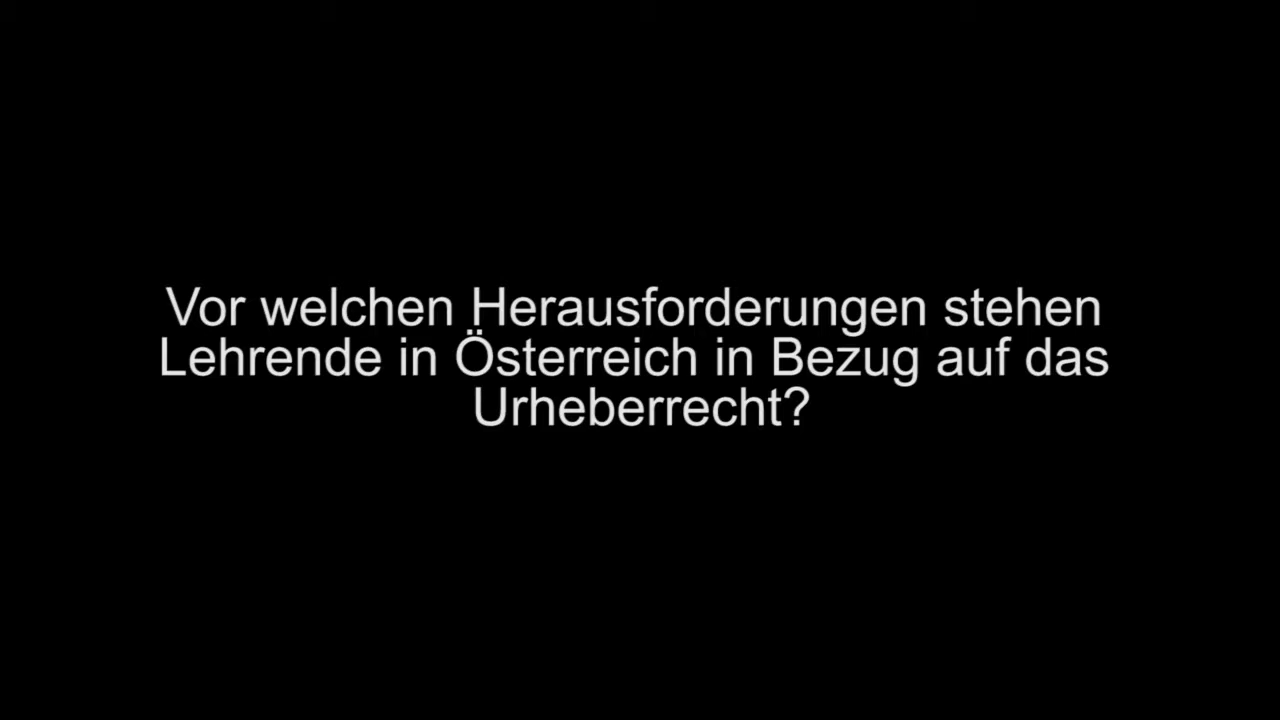 Vor welchen Herausforderungen stehen
Lehrende in Österreich in Bezug auf das
Urheberrecht?